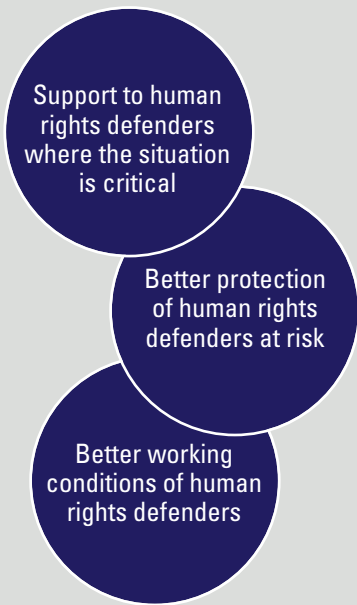 Support to human
rights defenders
where the situation
is critical
Better protection
of human rights
defenders at risk
Better working
conditions of human
rights defenders